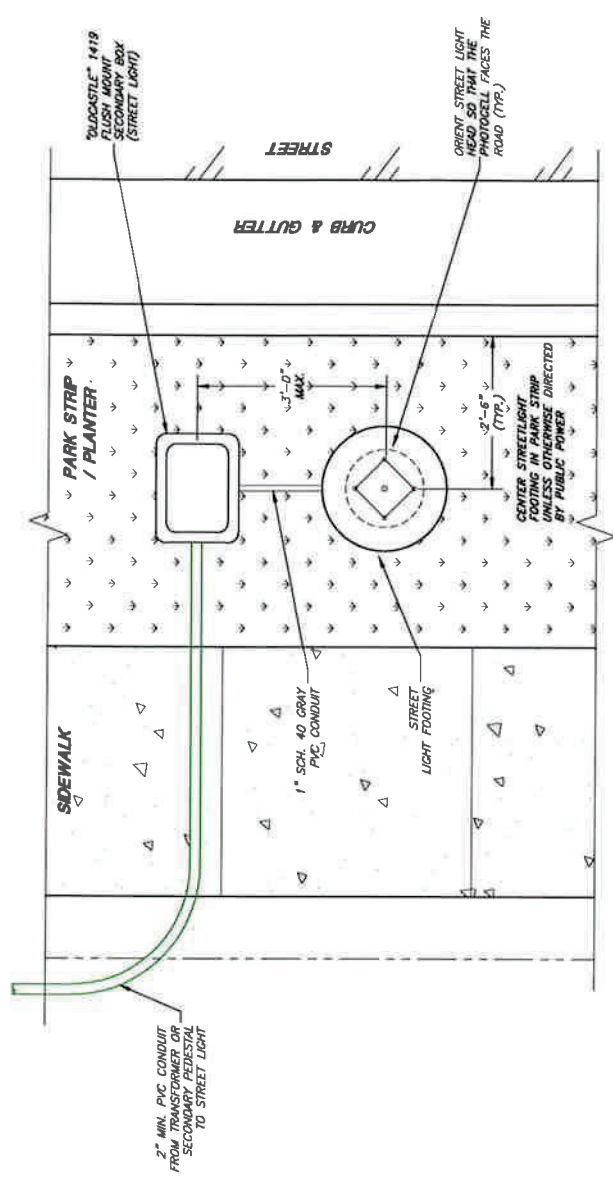 "OLDCASTLE" 1419
FLUSH MOUNT
SECONDARY BOX
(STREET LIGHT)
STREET
ORIENT STREET LIGHT
HEAD SO THAT THE
PHOTOCELL FACES THE
ROAD (TYP.)
CURB & GUTTER
PARK STRIP
/ PLANTER
3'-0"
MAX.
2'-6"
(TYP.)
CENTER STREETLIGHT
FOOTING IN PARK STRIP
UNLESS OTHERWISE DIRECTED
BY PUBLIC POWER
SIDEWALK
1" SCH. 40 GRAY
PVC CONDUIT
STREET
LIGHT FOOTING
2" MIN. PVC CONDUIT
FROM TRANSFORMER OR
SECONDARY PEDESTAL
TO STREET LIGHT